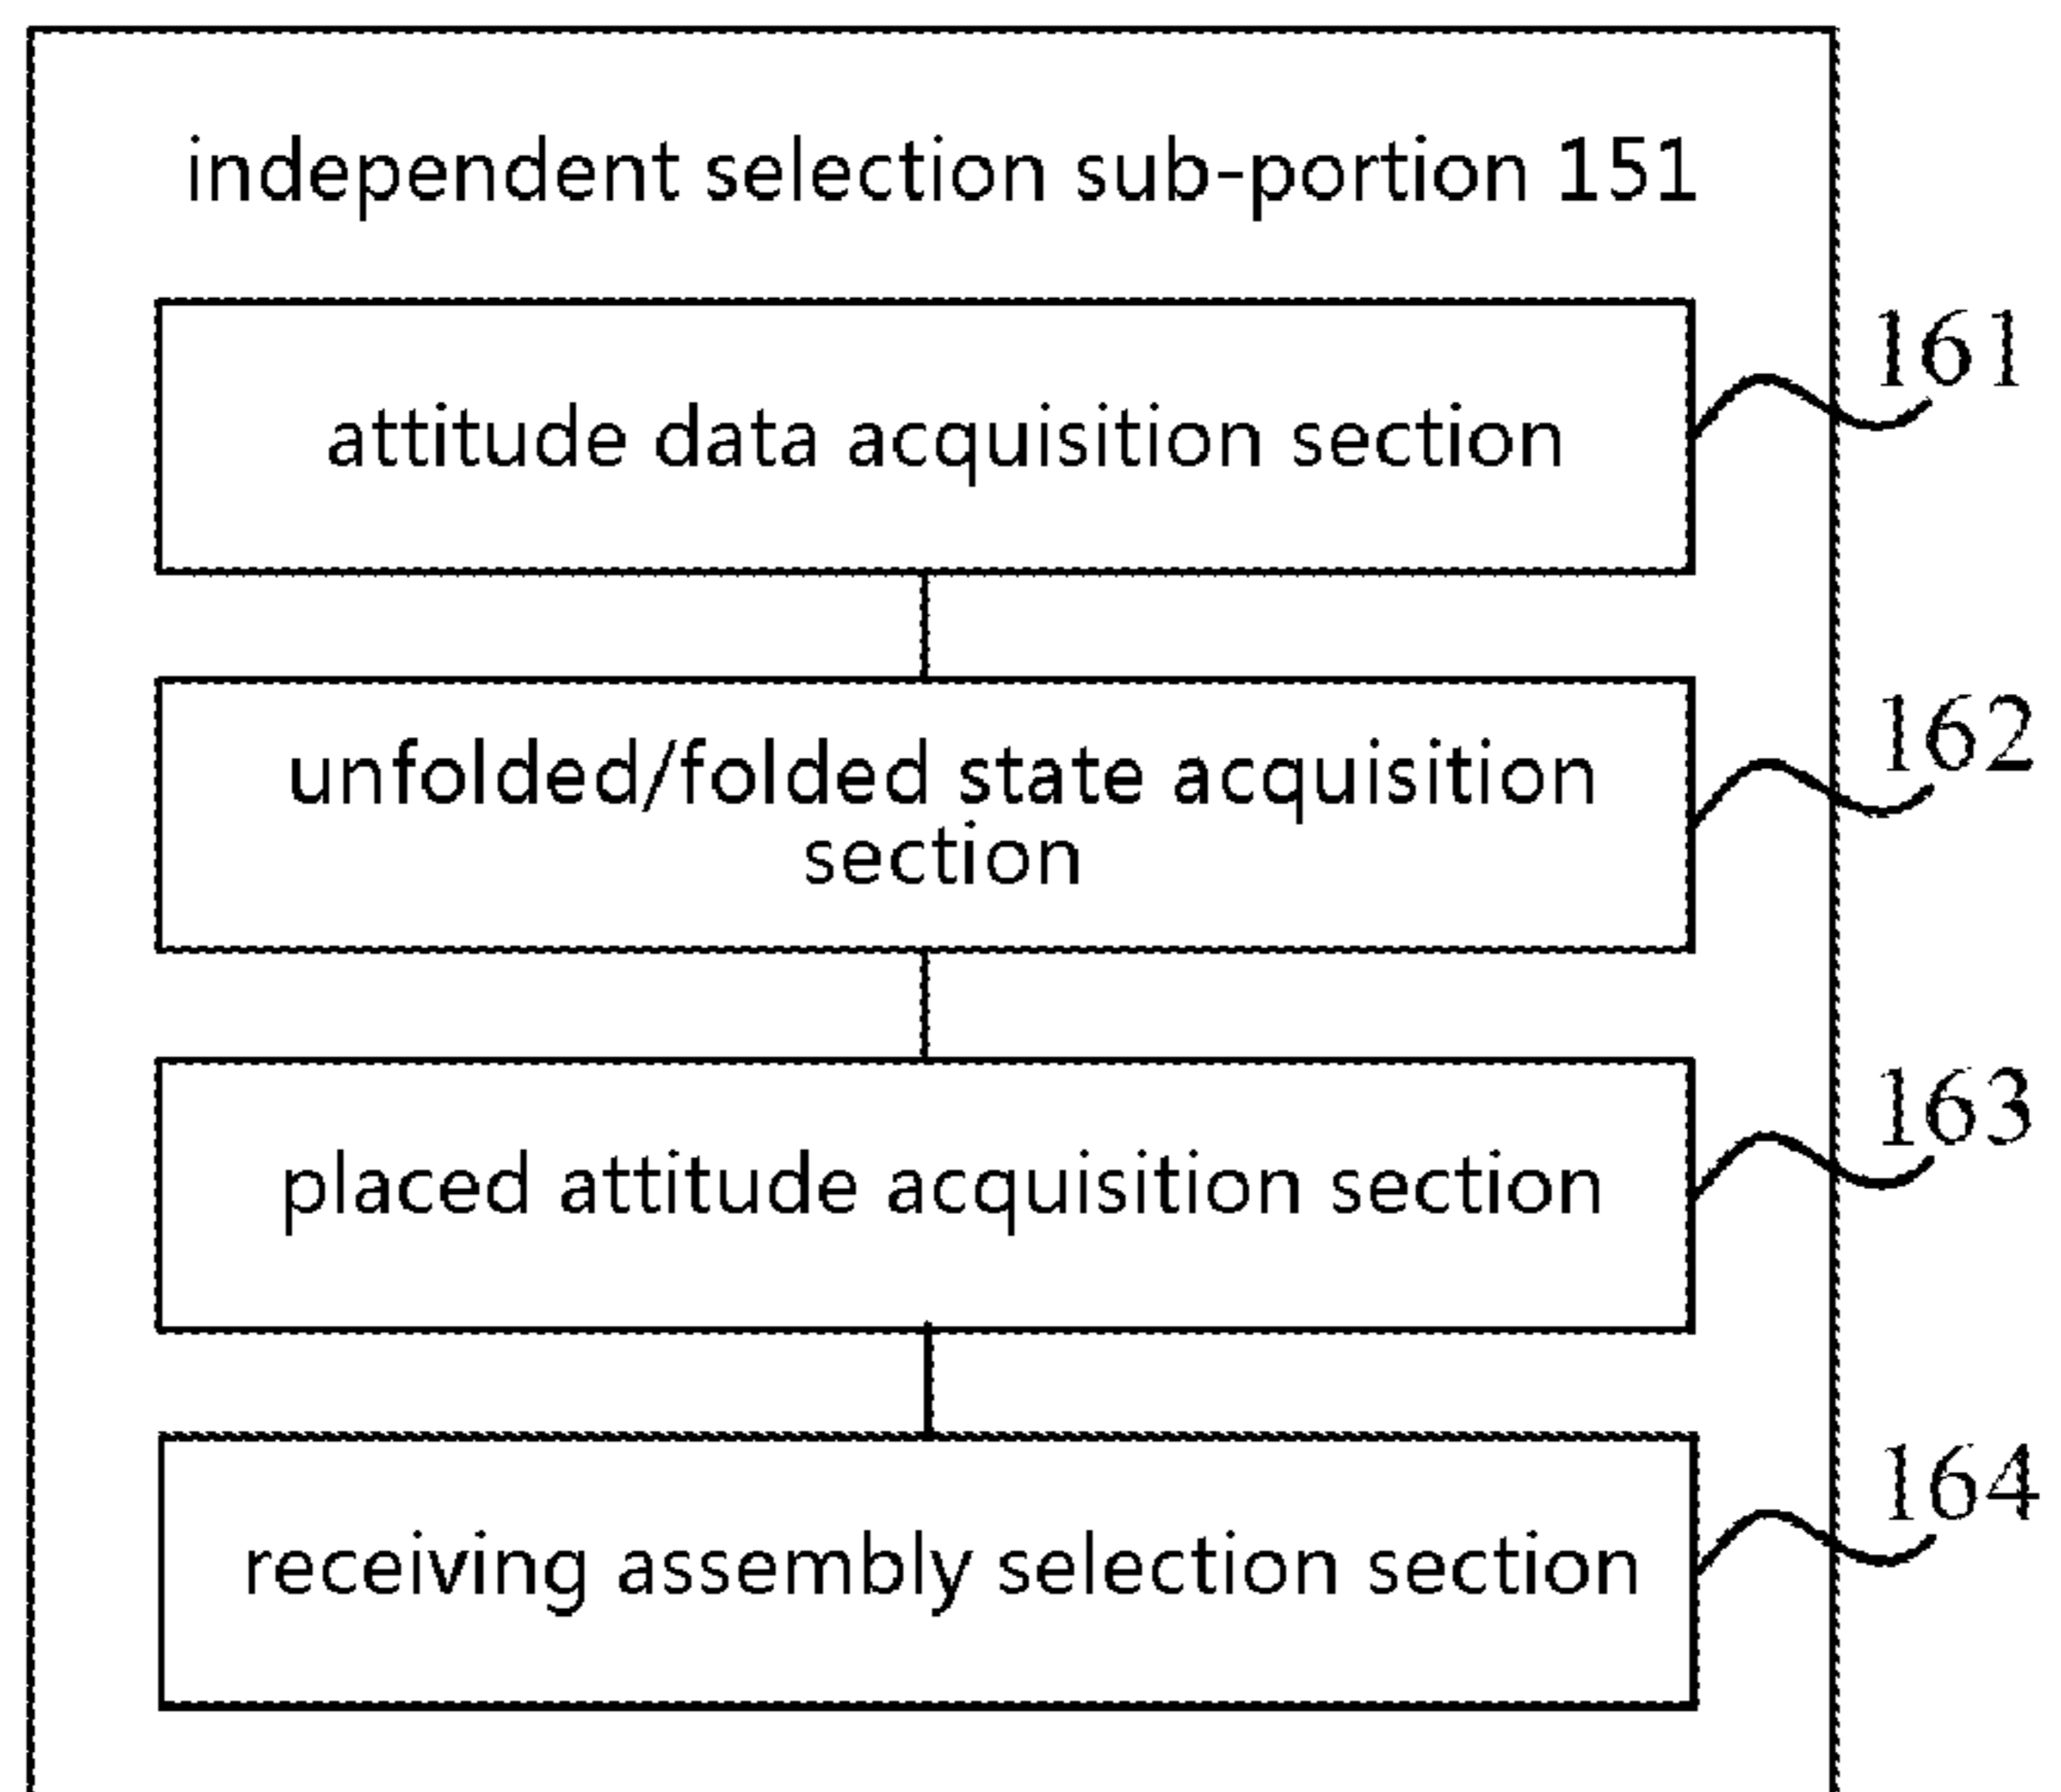 independent selection sub-portion 151
attitude data acquisition section
161
unfolded/folded state acquisition
section
162
placed attitude acquisition section
163
receiving assembly selection section
164